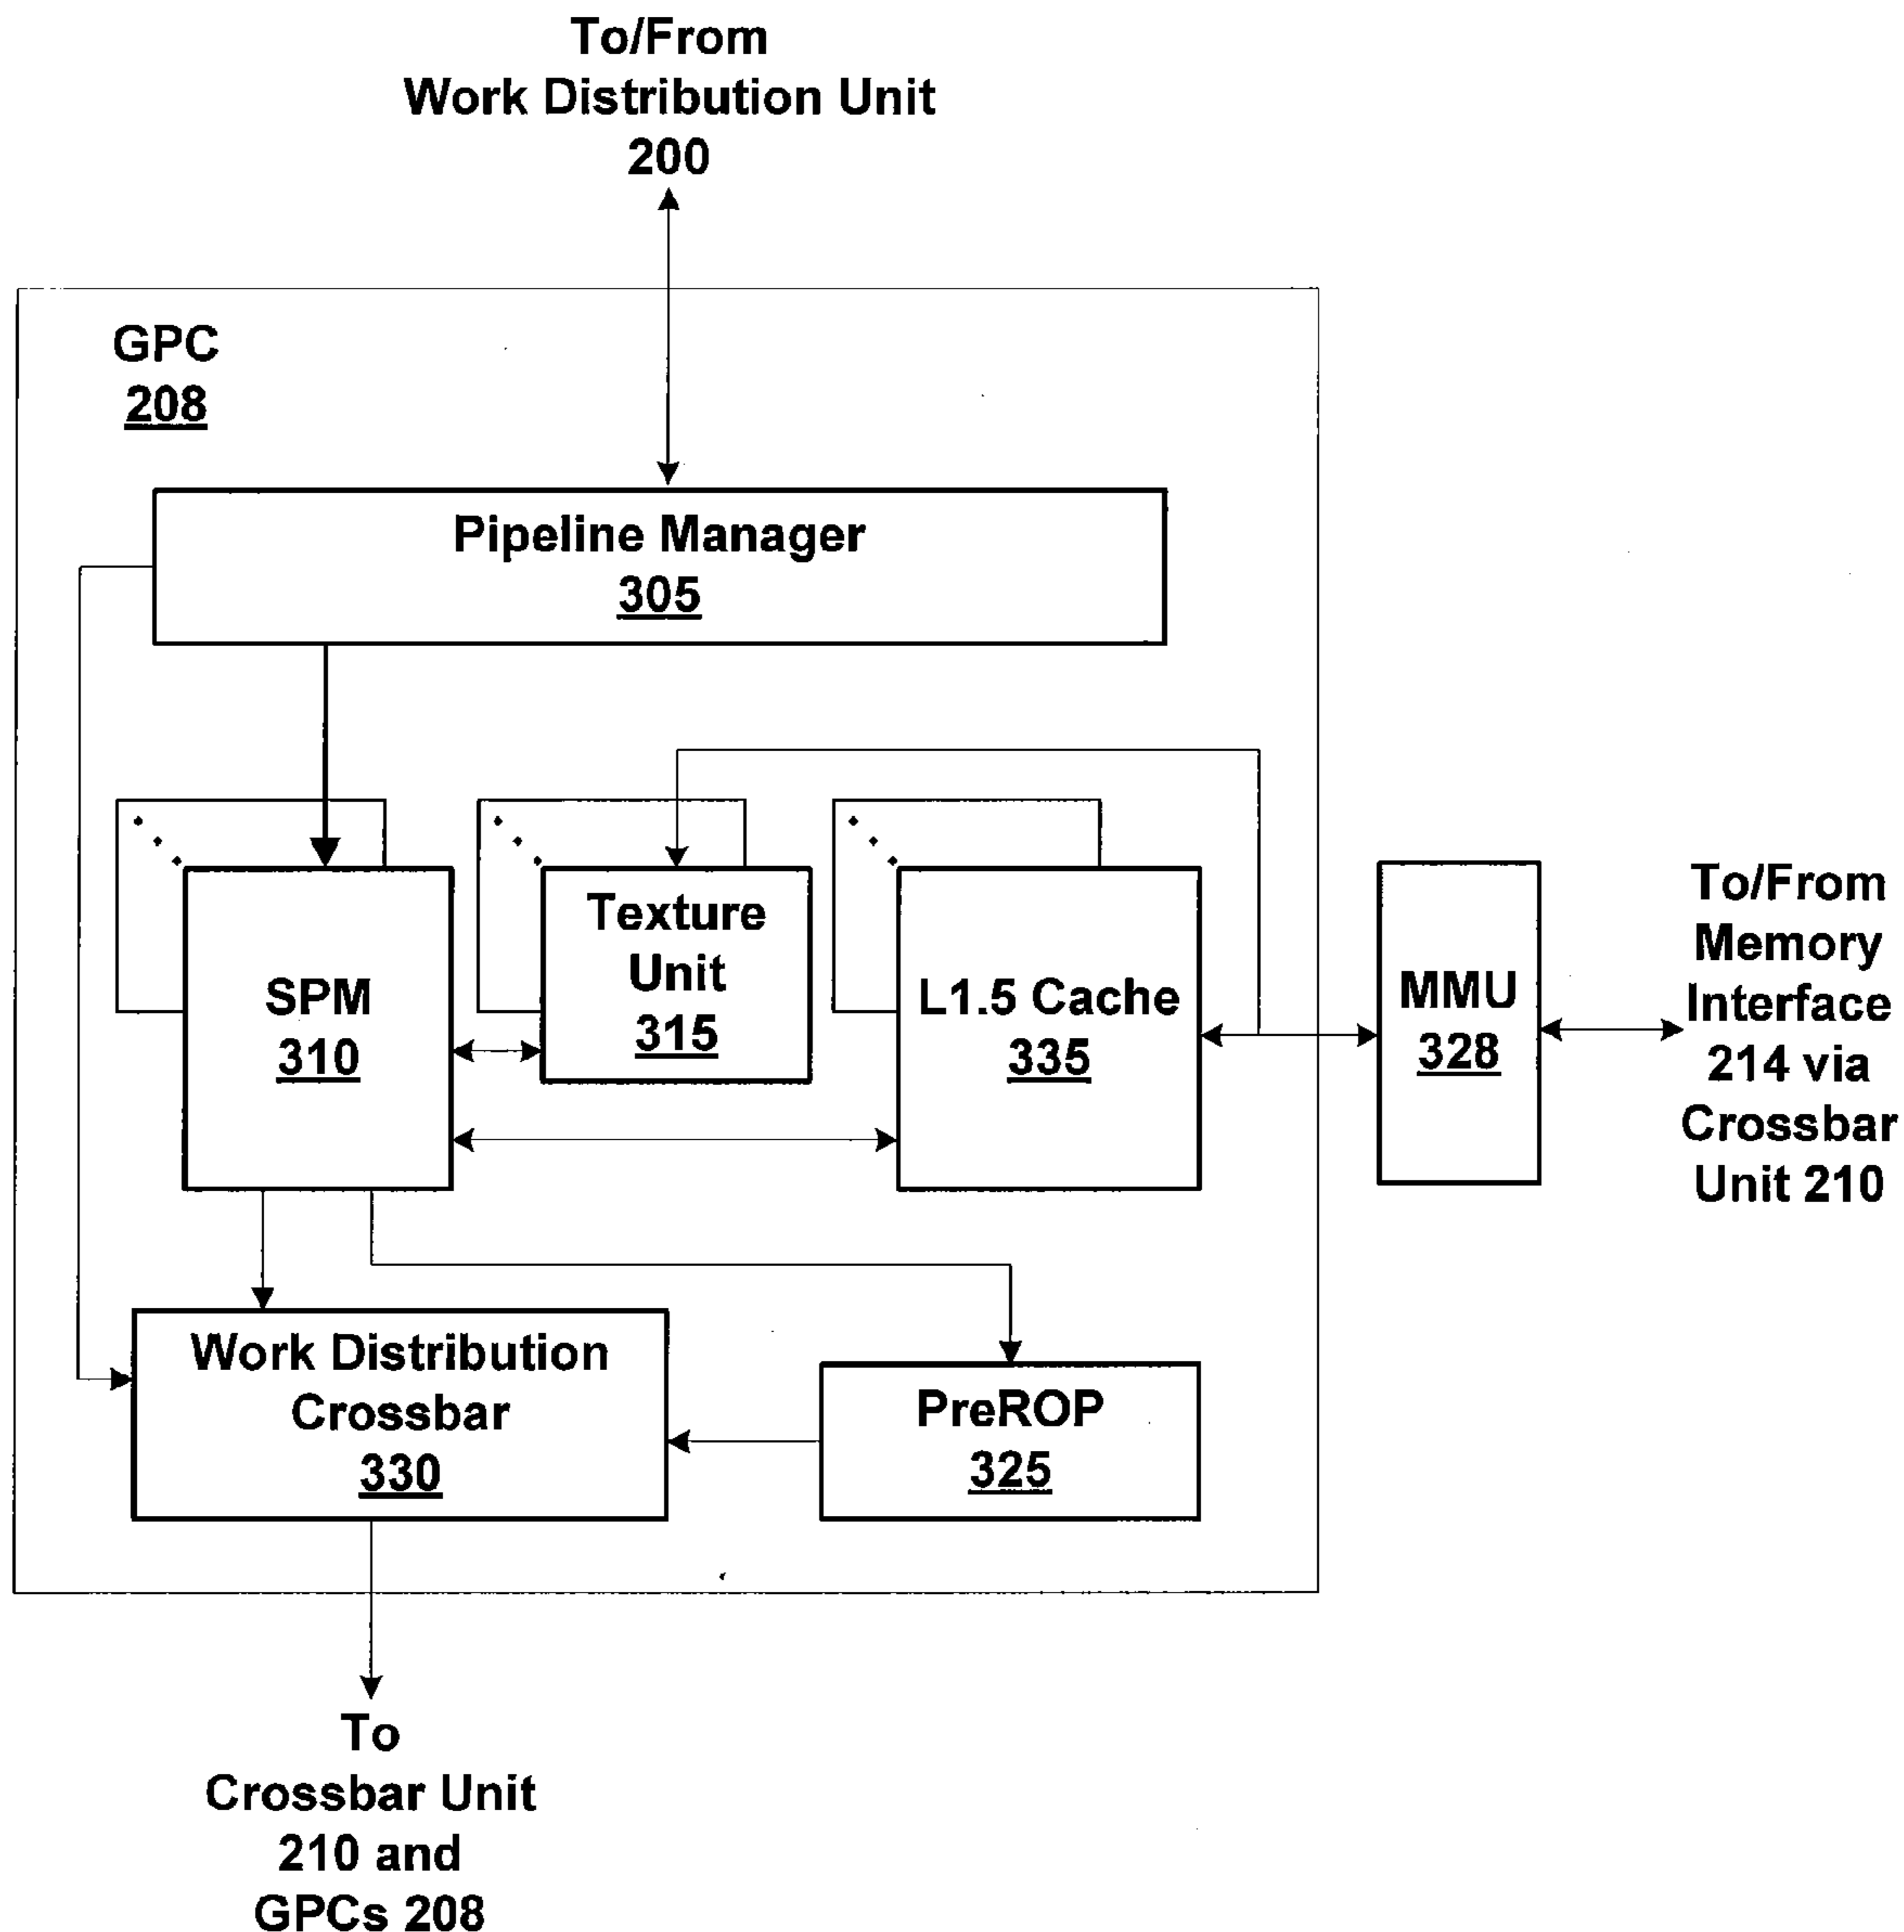 To/From
Work Distribution Unit
200
GPC
208
Pipeline Manager
305
SPM
310
Texture
Unit
315
L1.5 Cache
335
MMU
328
To/From
Memory
Interface
214 via
Crossbar
Unit 210
Work Distribution
Crossbar
330
PreROP
325
To
Crossbar Unit
210 and
GPCs 208